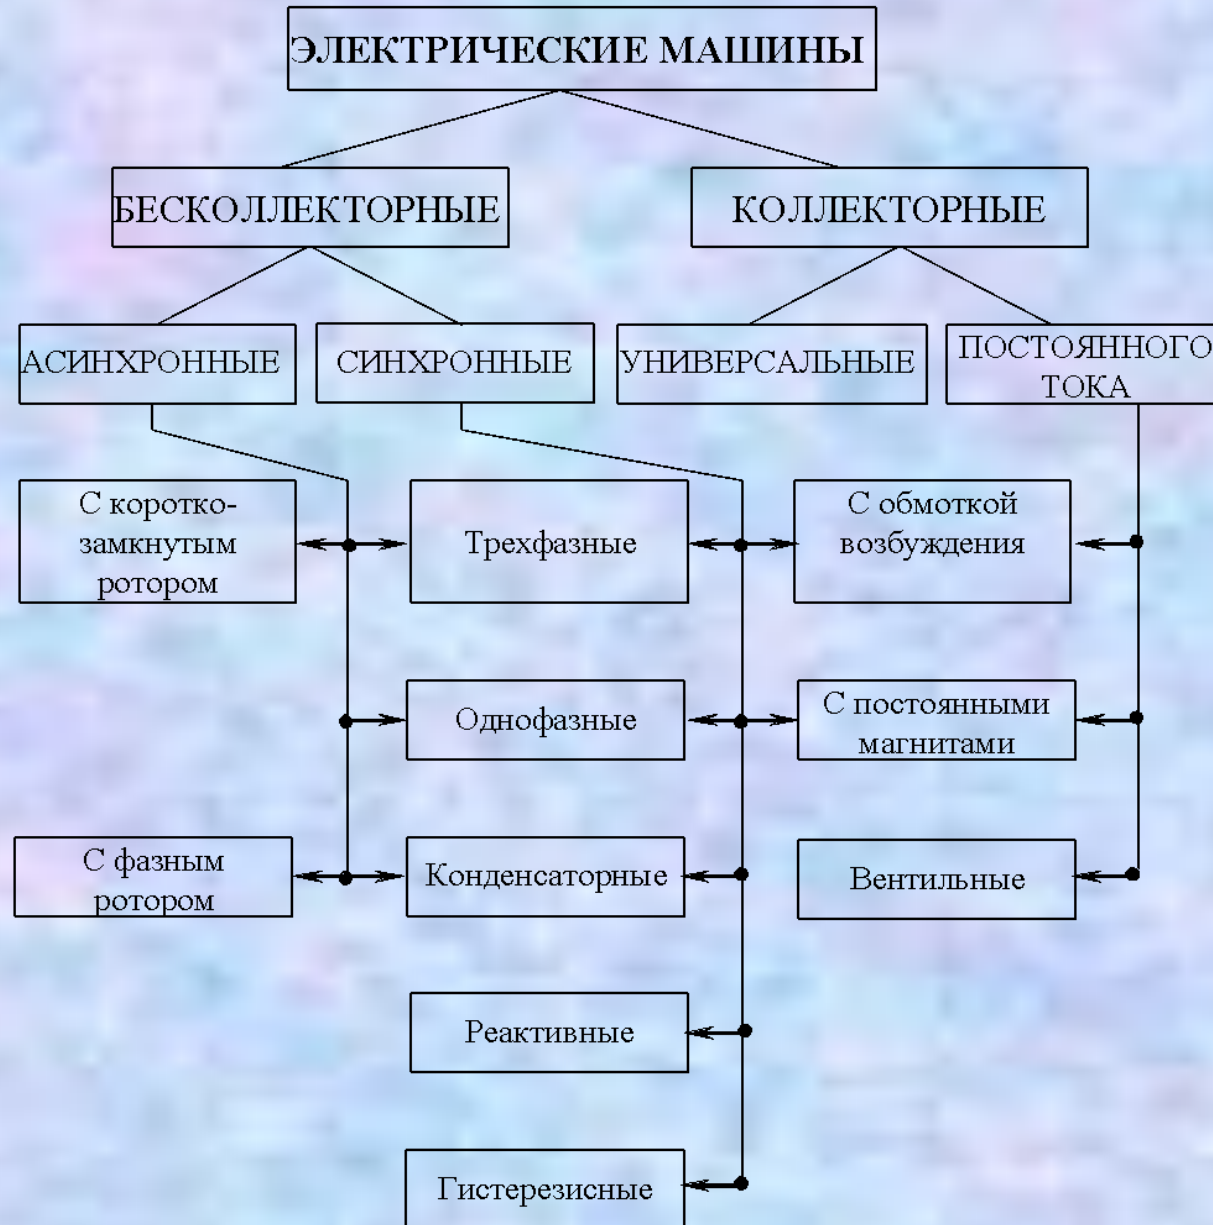 ЭЛЕКТРИЧЕСКИЕ МАШИНЫ
БЕСКОЛЛЕКТОРНЫЕ
КОЛЛЕКТОРНЫЕ
АСИНХРОННЫЕ
СИНХРОННЫЕ
УНИВЕРСАЛЬНЫЕ
ПОСТОЯННОГО
ТОКА
С коротко-
замкнутым
ротором
Трехфазные
С обмоткой
возбуждения
Однофазные
С постоянными
магнитами
С фазным
ротором
Конденсаторные
Вентильные
Реактивные
Гистерезисные